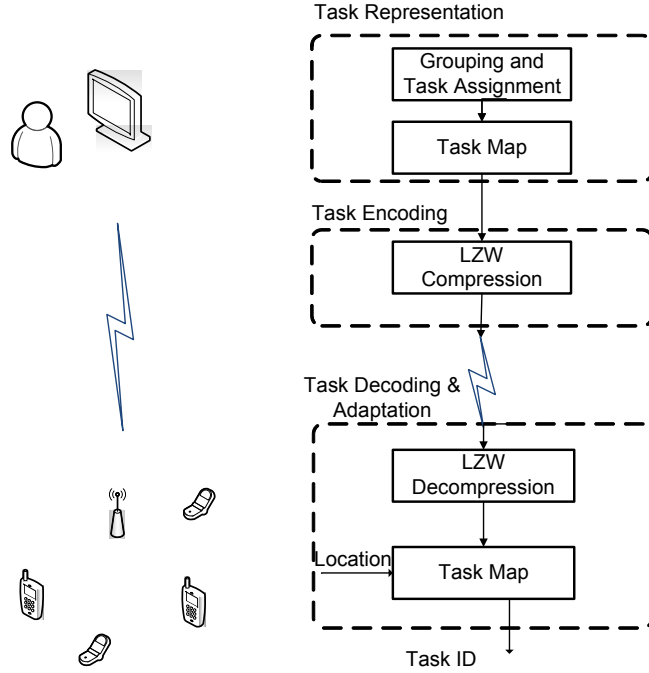 Task Representation
Grouping and
Task Assignment
Task Map
Task Encoding
LZW
Compression
Task Decoding &
Adaptation
LZW
Decompression
Location
Task Map
Task ID